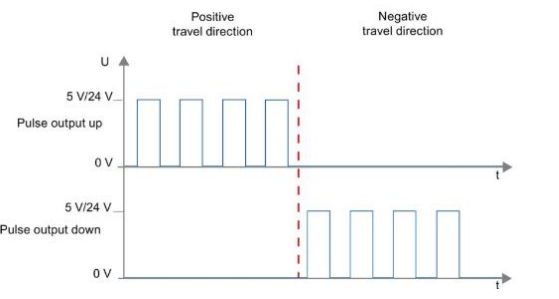 Positive
travel direction
Negative
travel direction
U
5 V/24 V
Pulse output up
0 V
t
5 V/24 V
Pulse output down
0 V
t